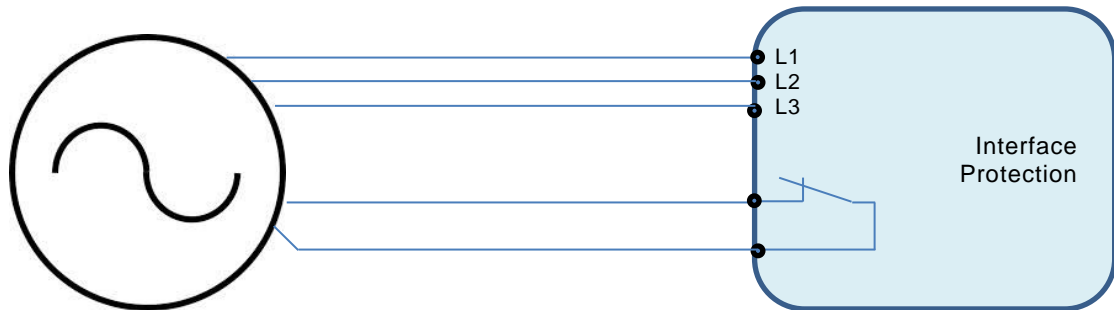 L1
L2
L3
Interface
Protection